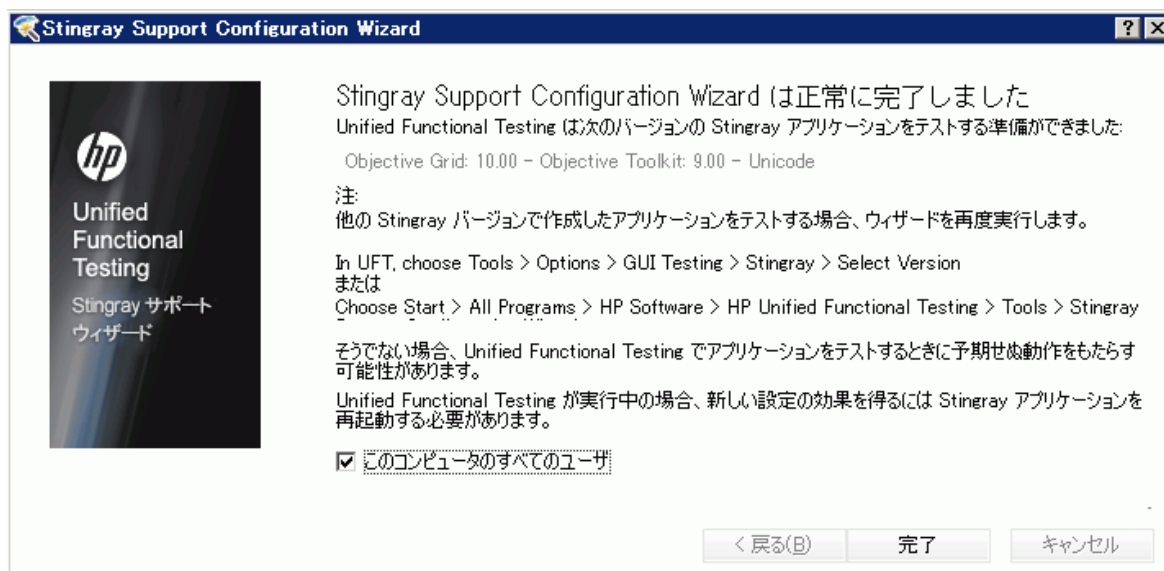 Stingray Support Configuration Wizard
hp
Unified
Functional
Testing
Stingray サポート
ウィザード
Stingray Support Configuration Wizard は正常に完了しました
Unified Functional Testing は次のバージョンの Stingray アプリケーションをテストする準備ができました:
Objective Grid: 10.00 - Objective Toolkit: 9.00 - Unicode
注:
他の Stingray バージョンで作成したアプリケーションをテストする場合、ウィザードを再度実行します。
In UFT, choose Tools > Options > GUI Testing > Stingray > Select Version
または
Choose Start > All Programs > HP Software > HP Unified Functional Testing > Tools > Stingray
そうでない場合、Unified Functional Testing でアプリケーションをテストするときに予期せぬ動作をもたらす
可能性があります。
Unified Functional Testing が実行中の場合、新しい設定の効果を得るには Stingray アプリケーションを
再起動する必要があります。
このコンピュータのすべてのユーザ
< 戻る(B)
完了
キャンセル